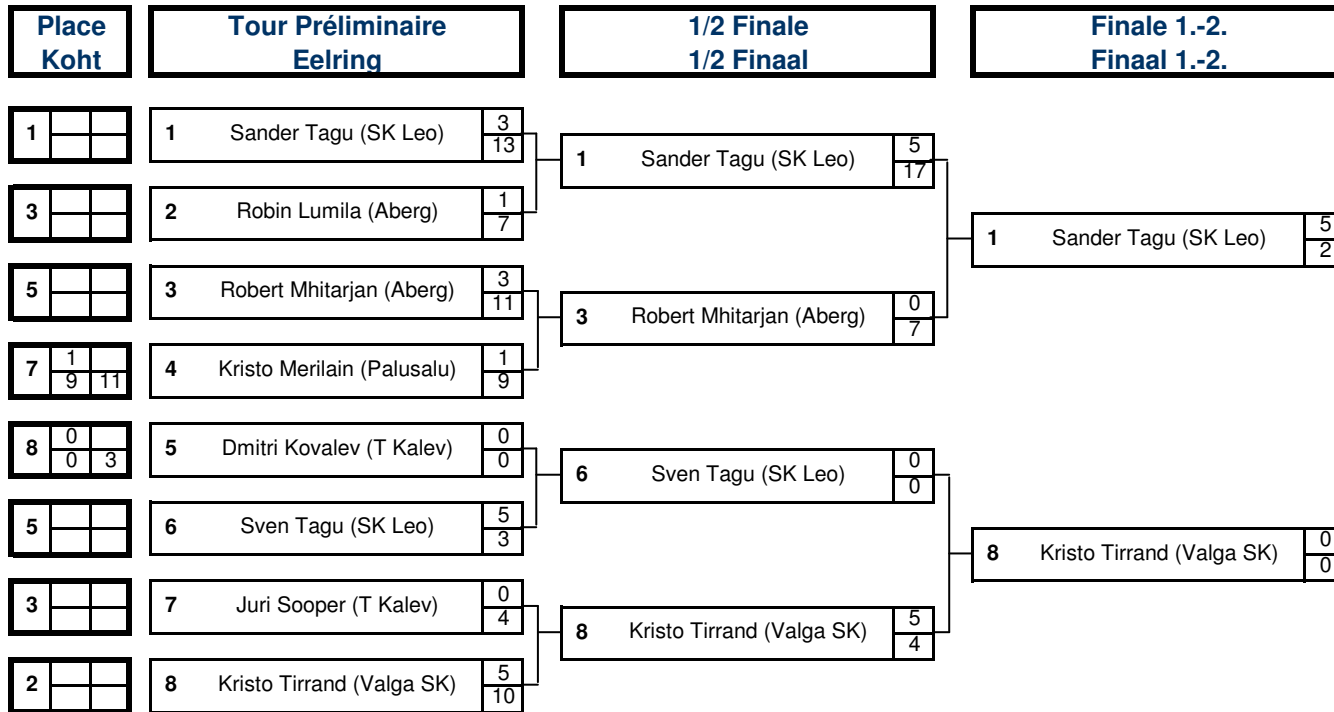 Place
Koht
Tour Préliminaire
Eelring
1/2 Finale
1/2 Finaal
Finale 1.-2.
Finaal 1.-2.
1
1 Sander Tagu (SK Leo) 3
13
3
2 Robin Lumila (Aberg) 1
7
1 Sander Tagu (SK Leo) 5
17
5
3 Robert Mhitarjan (Aberg) 3
11
7 1
9 11
4 Kristo Merilain (Palusalu) 1
9
3 Robert Mhitarjan (Aberg) 0
7
1 Sander Tagu (SK Leo) 5
2
8 0
0 3
5 Dmitri Kovalev (T Kalev) 0
0
5
6 Sven Tagu (SK Leo) 5
3
6 Sven Tagu (SK Leo) 0
0
3
7 Juri Sooper (T Kalev) 0
4
2
8 Kristo Tirrand (Valga SK) 5
10
8 Kristo Tirrand (Valga SK) 5
4
8 Kristo Tirrand (Valga SK) 0
0